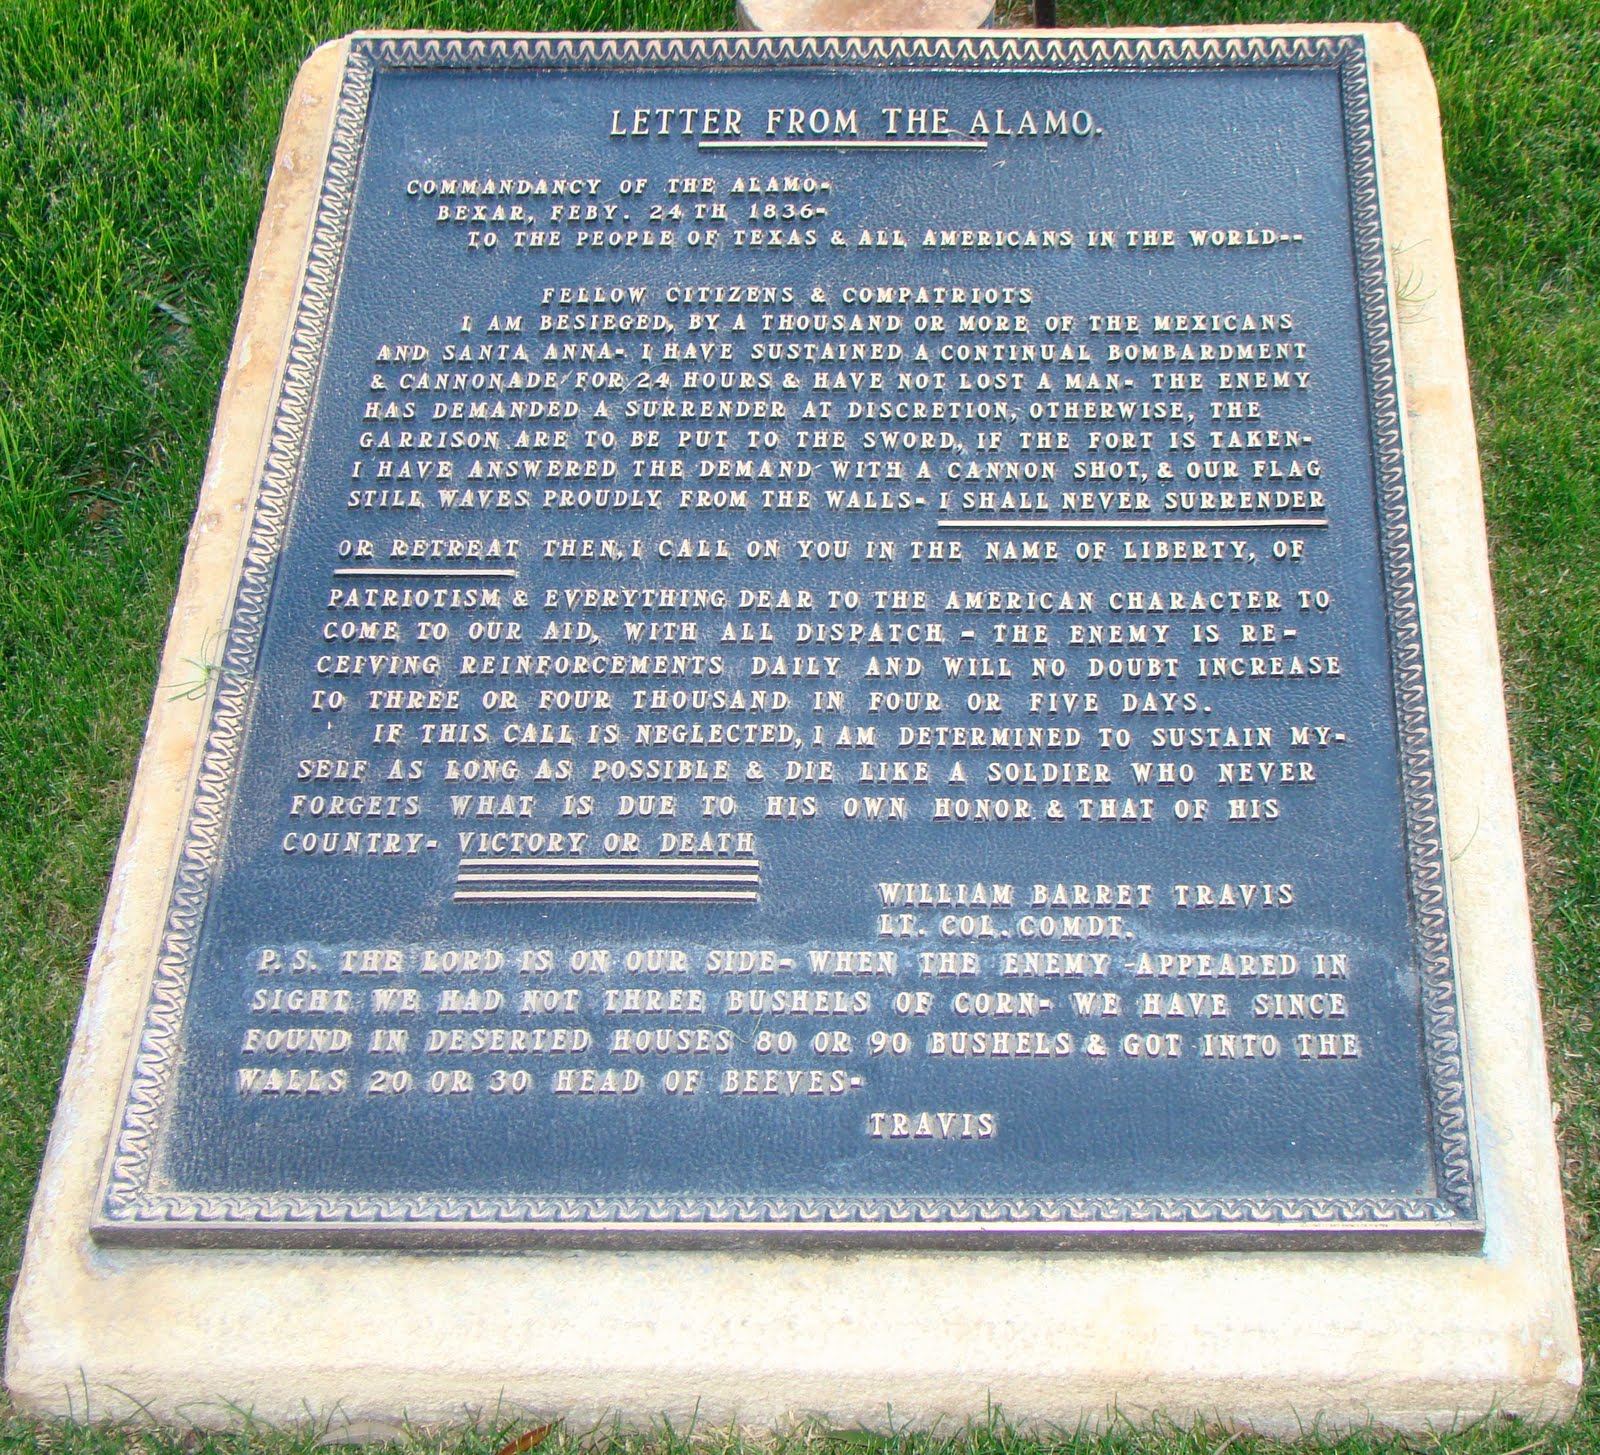 LETTER FROM THE ALAMO.
COMMANDANCY OF THE ALAMO-
BEXAR, FEBY. 24TH 1836-
TO THE PEOPLE OF TEXAS & ALL AMERICANS IN THE WORLD--
FELLOW CITIZENS & COMPATRIOTS
I AM BESIEGED, BY A THOUSAND OR MORE OF THE MEXICANS
AND SANTA ANNA- I HAVE SUSTAINED A CONTINUAL BOMBARDMENT
& CANNONADE FOR 24 HOURS & HAVE NOT LOST A MAN- THE ENEMY
HAS DEMANDED A SURRENDER AT DISCRETION, OTHERWISE, THE
GARRISON ARE TO BE PUT TO THE SWORD, IF THE FORT IS TAKEN-
I HAVE ANSWERED THE DEMAND WITH A CANNON SHOT, & OUR FLAG
STILL WAVES PROUDLY FROM THE WALLS- I SHALL NEVER SURRENDER
OR RETREAT THEN, I CALL ON YOU IN THE NAME OF LIBERTY, OF
PATRIOTISM & EVERYTHING DEAR TO THE AMERICAN CHARACTER TO
COME TO OUR AID, WITH ALL DISPATCH - THE ENEMY IS RE-
CEIVING REINFORCEMENTS DAILY AND WILL NO DOUBT INCREASE
TO THREE OR FOUR THOUSAND IN FOUR OR FIVE DAYS.
IF THIS CALL IS NEGLECTED, I AM DETERMINED TO SUSTAIN MY-
SELF AS LONG AS POSSIBLE & DIE LIKE A SOLDIER WHO NEVER
FORGETS WHAT IS DUE TO HIS OWN HONOR & THAT OF HIS
COUNTRY- VICTORY OR DEATH
WILLIAM BARRET TRAVIS
LT. COL. COMDT.
P.S. THE LORD IS ON OUR SIDE- WHEN THE ENEMY APPEARED IN
SIGHT WE HAD NOT THREE BUSHELS OF CORN- WE HAVE SINCE
FOUND IN DESERTED HOUSES 80 OR 90 BUSHELS & GOT INTO THE
WALLS 20 OR 30 HEAD OF BEEVES-
TRAVIS